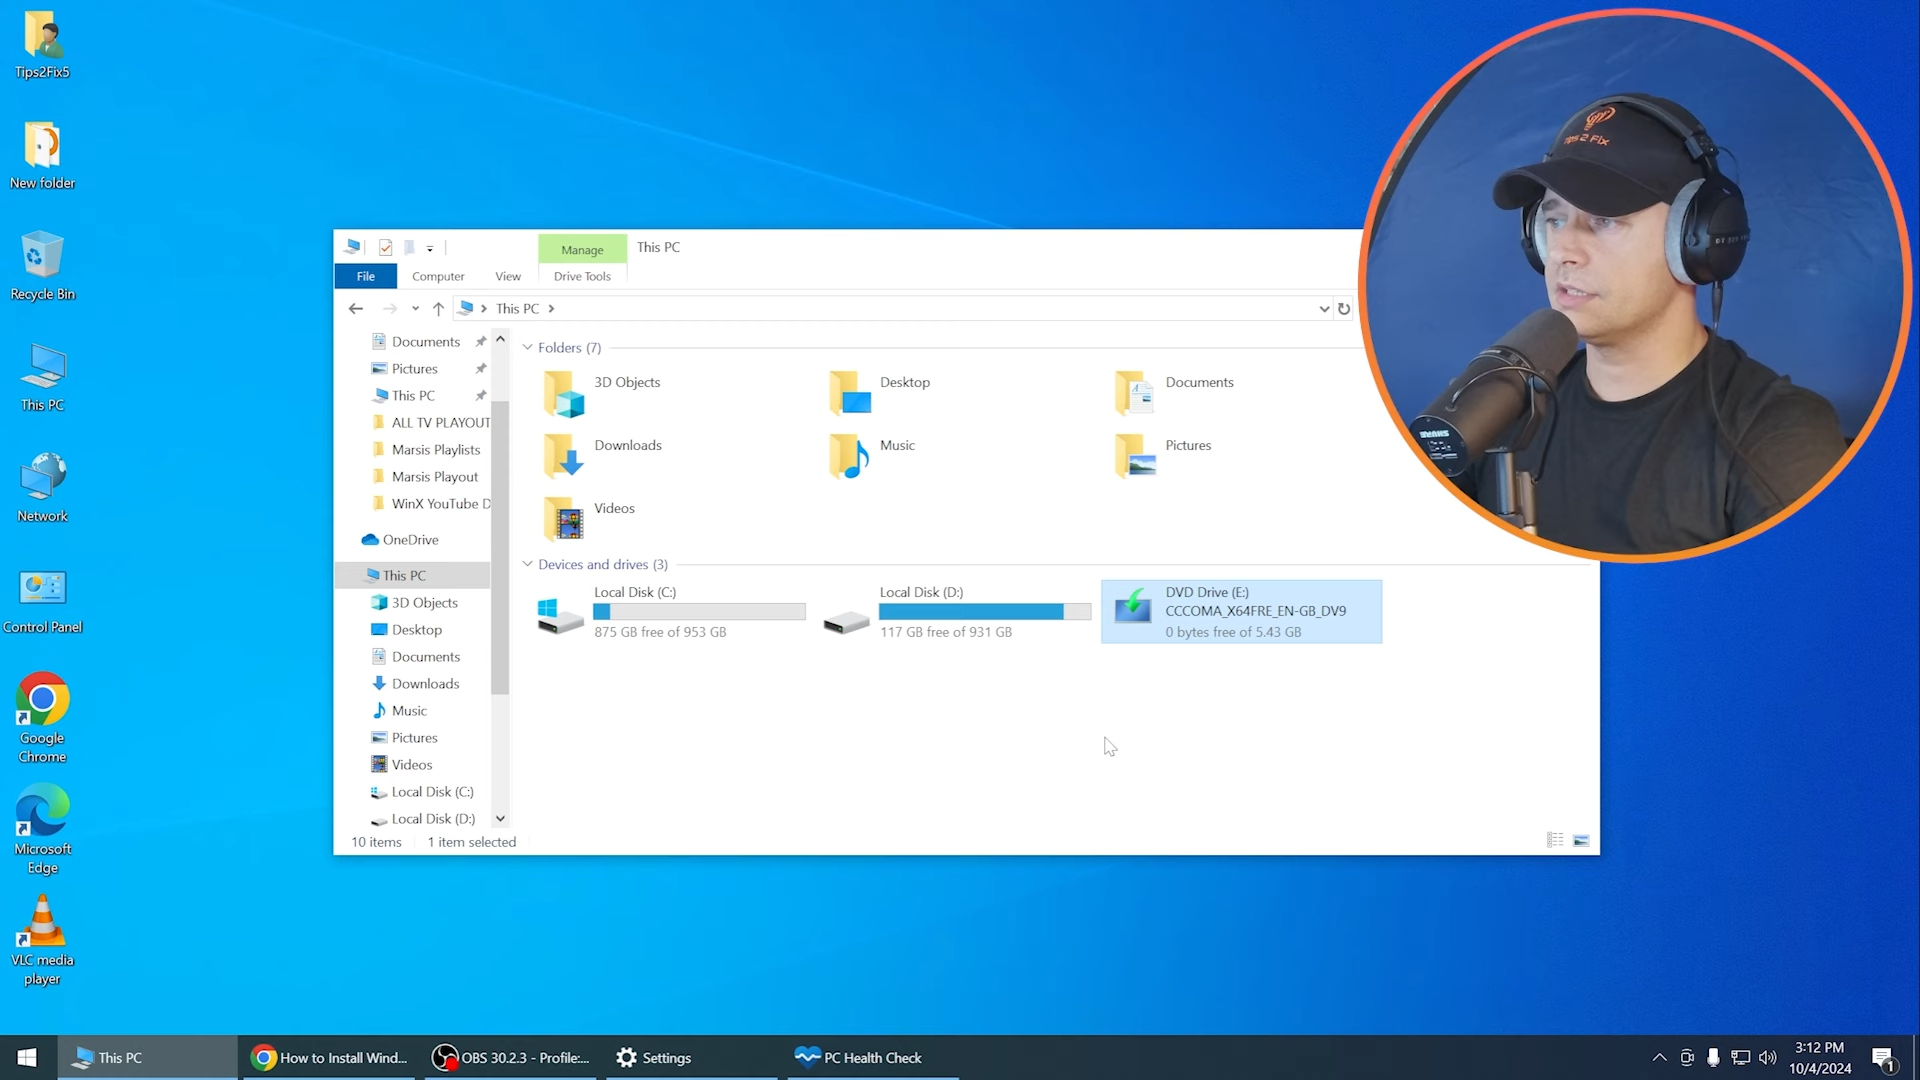 Tips2Fix5
New folder
Recycle Bin
This PC
Network
Control Panel
Google
Chrome
Microsoft
Edge
VLC media
player
Manage
This PC
File
Computer
View
Drive Tools
This PC
Documents
Pictures
This PC
ALL TV PLAYOUT
Marsis Playlists
Marsis Playout
WinX YouTube D
OneDrive
This PC
3D Objects
Desktop
Documents
Downloads
Music
Pictures
Videos
Local Disk (C:)
Local Disk (D:)
Folders (7)
3D Objects
Desktop
Documents
Downloads
Music
Pictures
Videos
Devices and drives (3)
Local Disk (C:)
875 GB free of 953 GB
Local Disk (D:)
117 GB free of 931 GB
DVD Drive (E:)
CCCOMA_X64FRE_EN-GB_DV9
0 bytes free of 5.43 GB
10 items
1 item selected
Tips 2 Fix
SHURE
This PC
How to Install Wind...
OBS 30.2.3 - Profile:...
Settings
PC Health Check
3:12 PM
10/4/2024
1